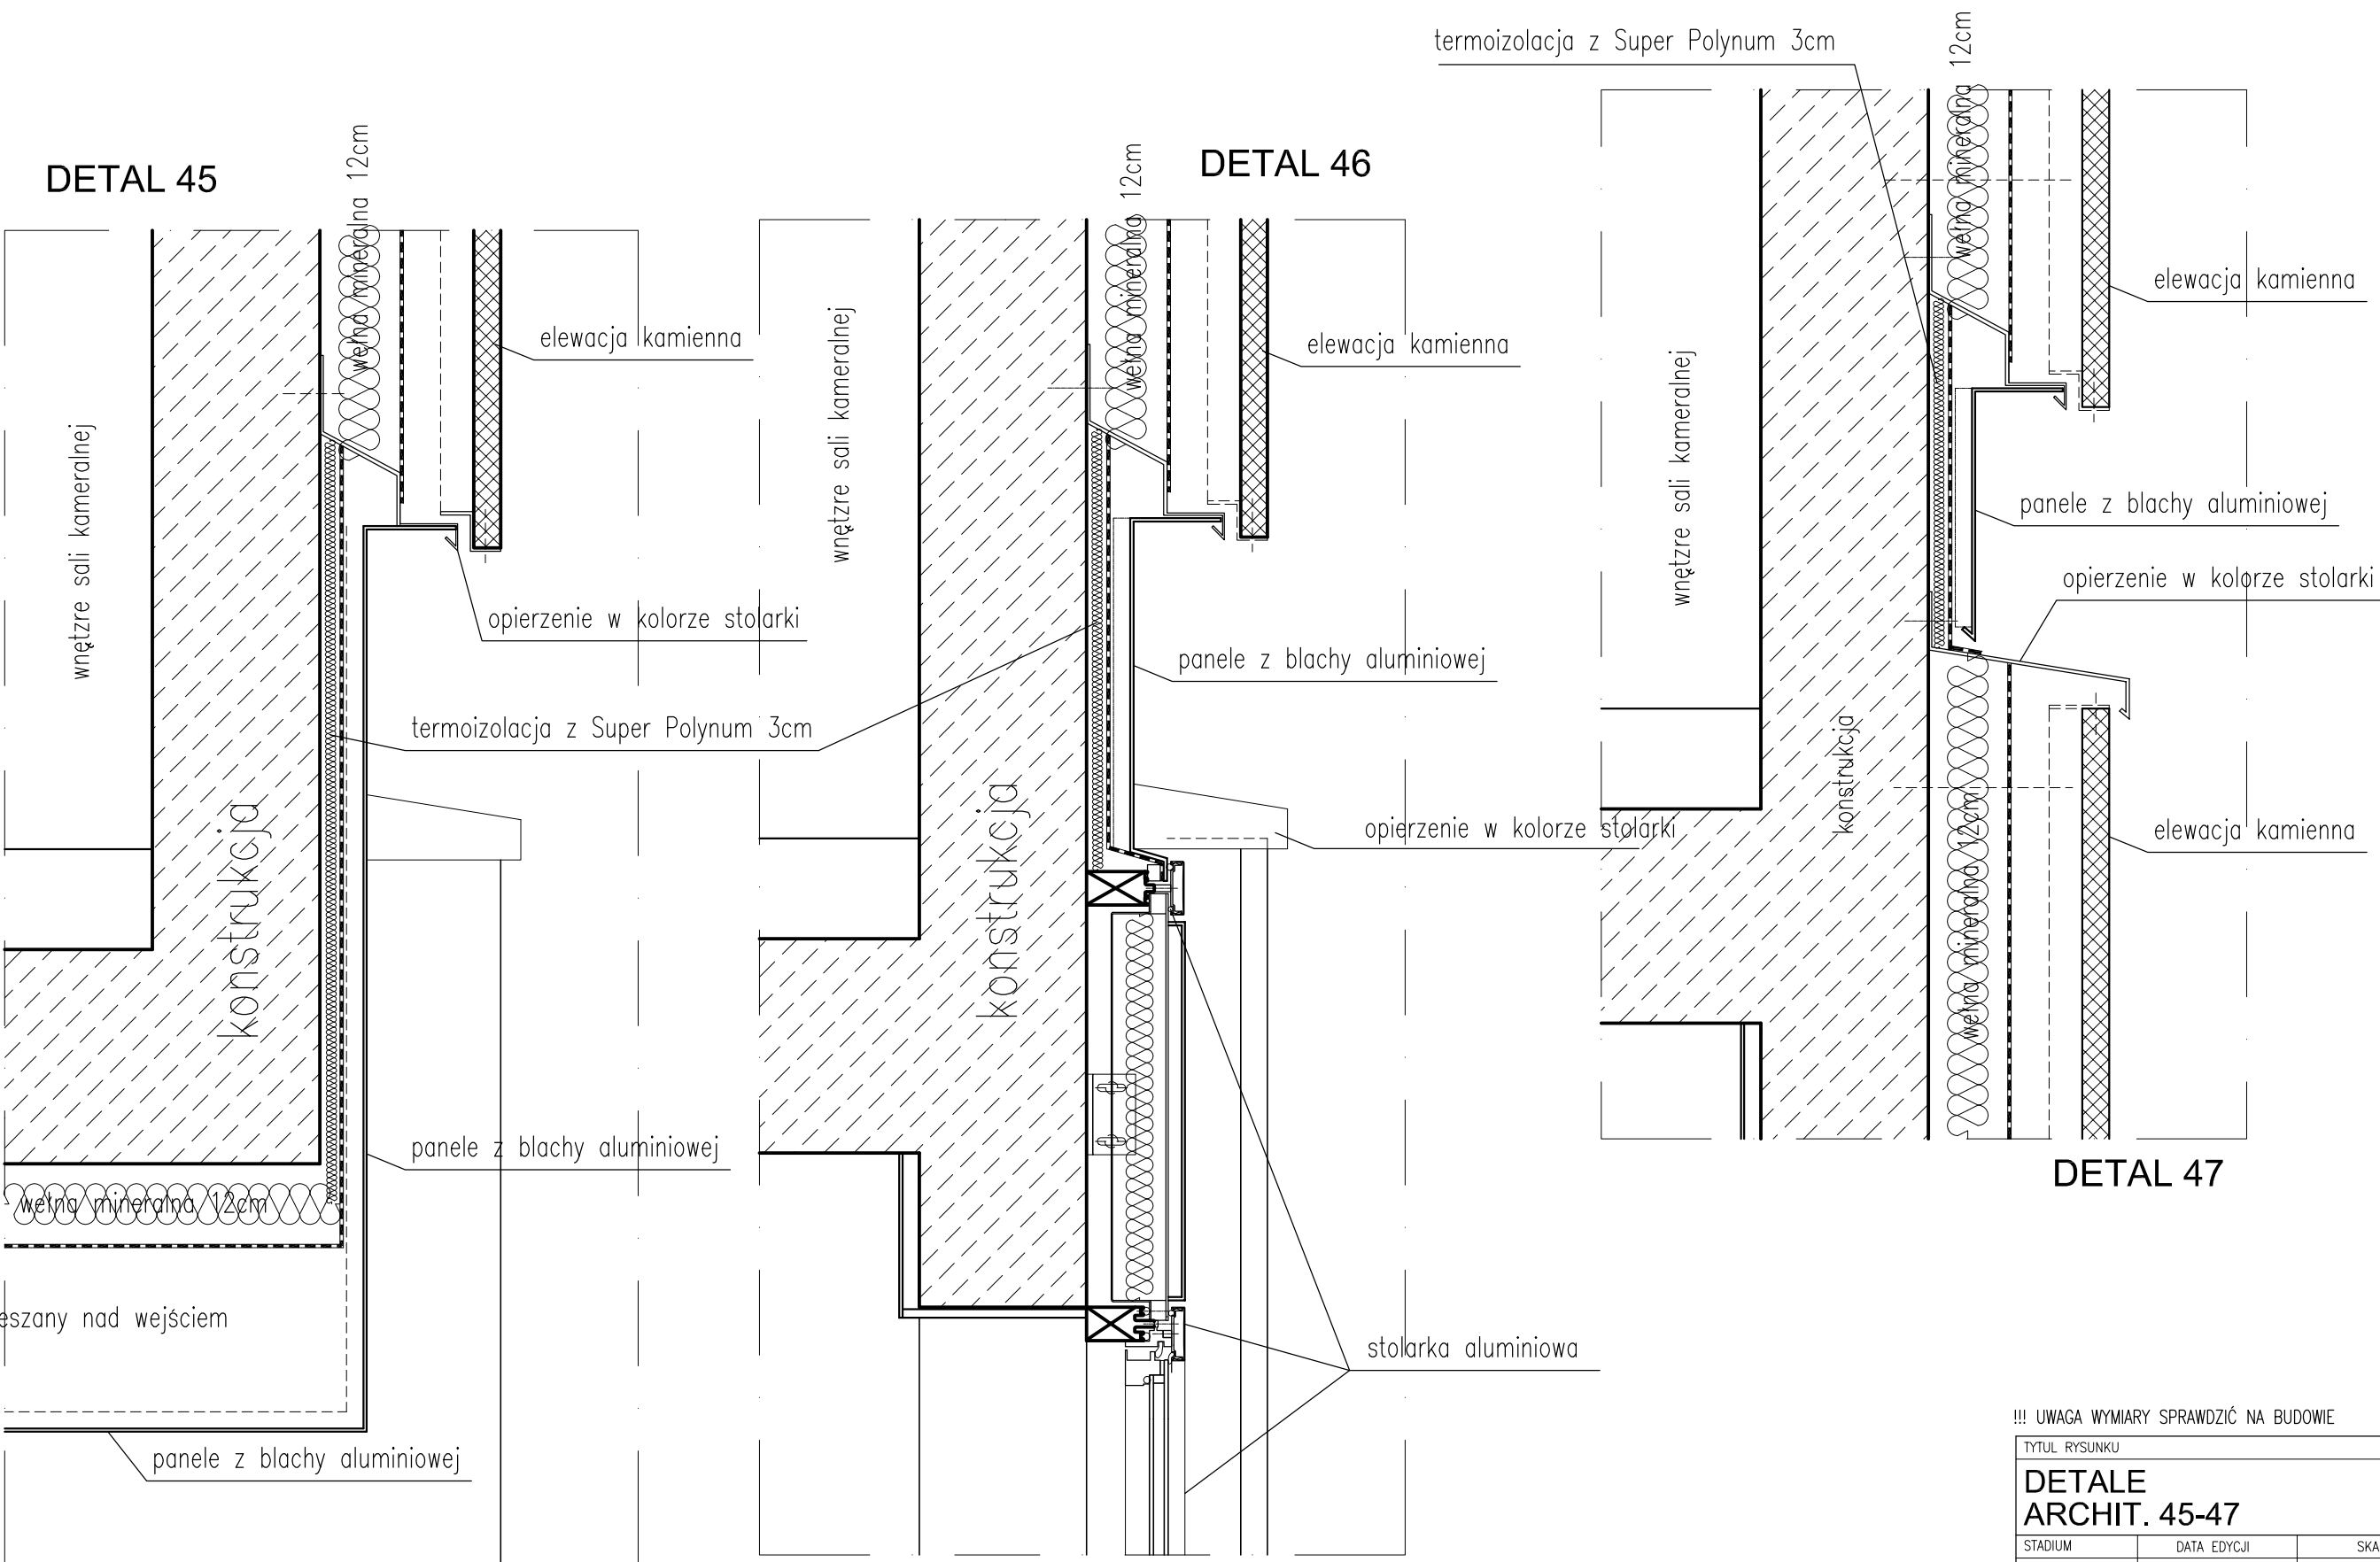 DETAL 45
wełna mineralna 12cm
elewacja kamienna
wnętrze sali kameralnej
opierzenie w kolorze stolarki
termoizolacja z Super Polynum 3cm
konstrukcja
panele z blachy aluminiowej
wełna mineralna 12cm
eszany nad wejściem
panele z blachy aluminiowej
DETAL 46
wełna mineralna 12cm
elewacja kamienna
wnętrze sali kameralnej
panele z blachy aluminiowej
konstrukcja
opierzenie w kolorze stolarki
stolarka aluminiowa
termoizolacja z Super Polynum 3cm
wełna mineralna 12cm
elewacja kamienna
wnętrze sali kameralnej
panele z blachy aluminiowej
opierzenie w kolorze stolarki
konstrukcja
wełna mineralna 12cm
elewacja kamienna
DETAL 47
!!! UWAGA WYMIARY SPRAWDZIĆ NA BUDOWIE
TYTUL RYSUNKU
DETALE
ARCHIT. 45-47
STADIUM DATA EDYCJI SKA